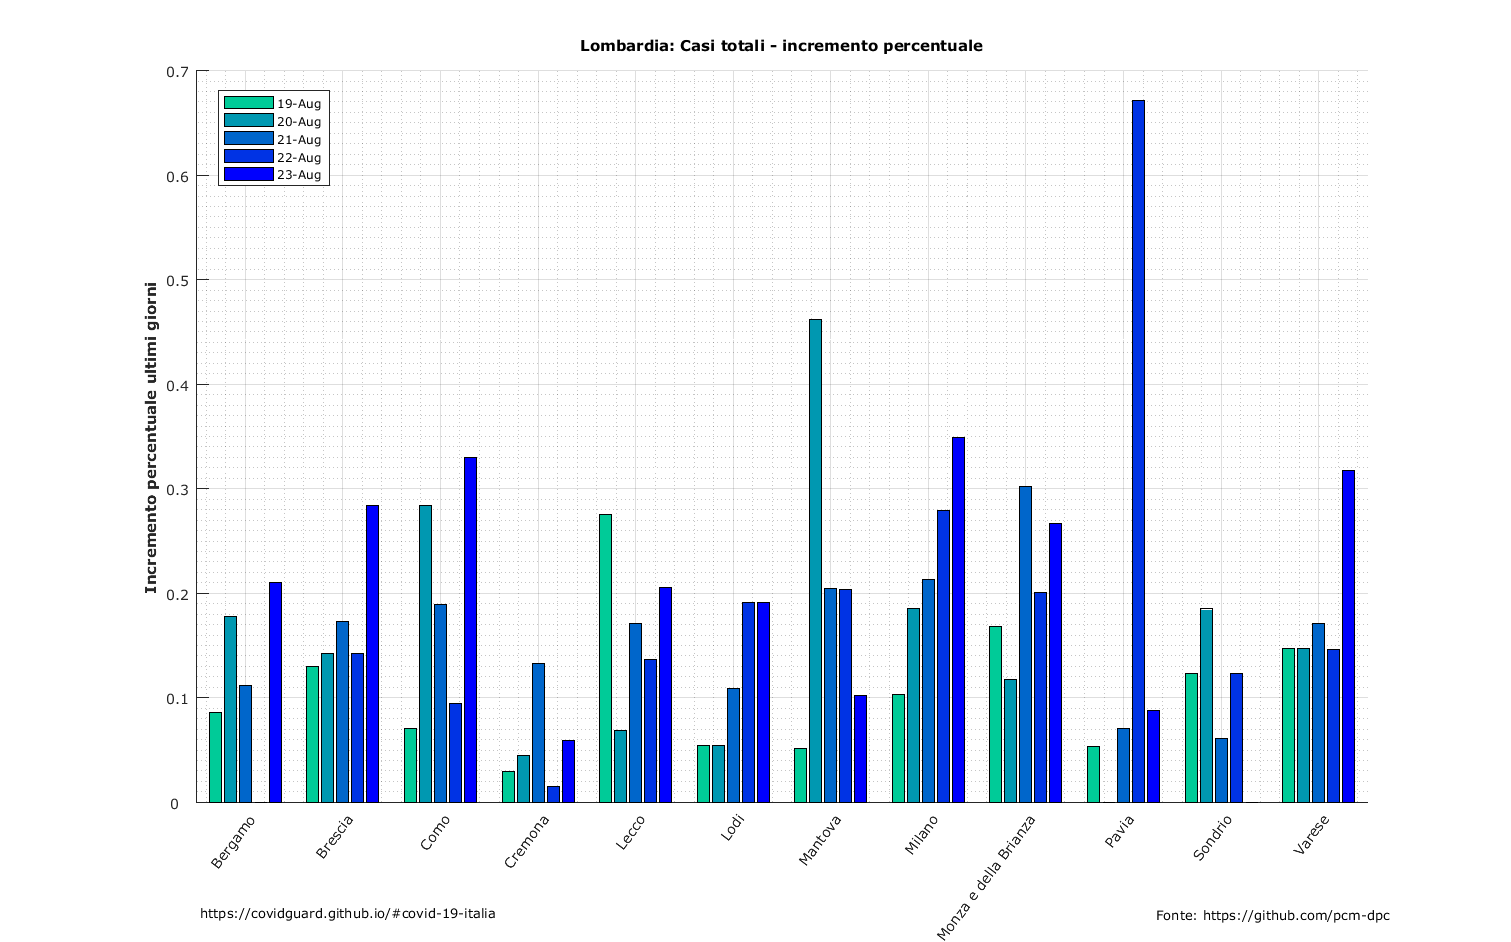 Lombardia: Casi totali - incremento percentuale
0.7
0.6
0.5
0.4
0.3
0.2
0.1
0
Incremento percentuale ultimi giorni
19-Aug
20-Aug
21-Aug
22-Aug
23-Aug
Bergamo
Brescia
Como
Cremona
Lecco
Lodi
Mantova
Milano
Monza e della Brianza
Pavia
Sondrio
Varese
https://covidguard.github.io/#covid-19-italia
Fonte: https://github.com/pcm-dpc